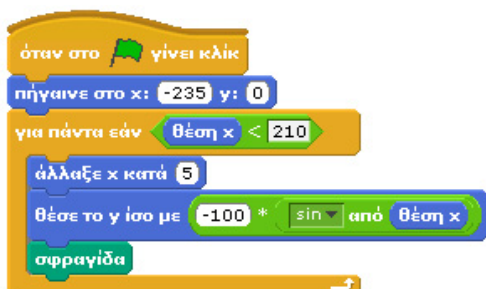 όταν στο γίνει κλίκ
πήγαινε στο x: -235 y: 0
για πάντα εάν θέση x < 210
άλλαξε x κατά 5
θέσε το y ίσο με -100 * sin από θέση x
σφραγίδα